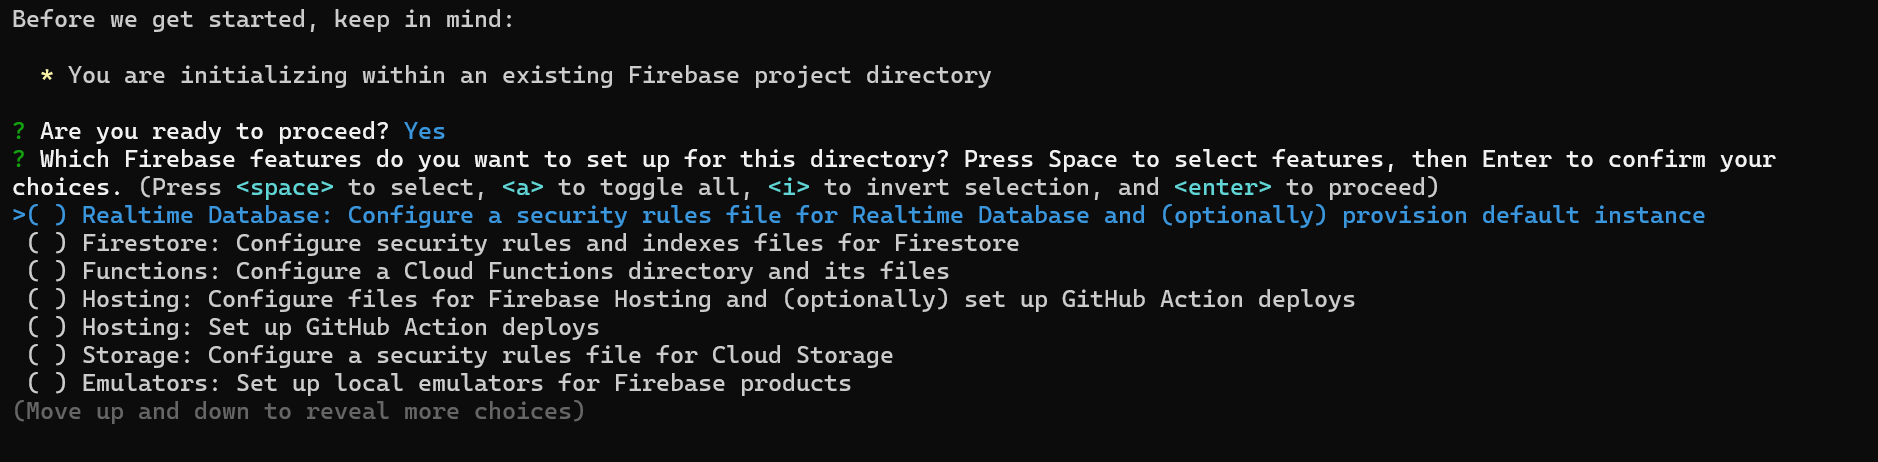 Before we get started, keep in mind:
  * You are initializing within an existing Firebase project directory
? Are you ready to proceed? Yes
? Which Firebase features do you want to set up for this directory? Press Space to select features, then Enter to confirm your
choices. (Press <space> to select, <a> to toggle all, <i> to invert selection, and <enter> to proceed)
>( ) Realtime Database: Configure a security rules file for Realtime Database and (optionally) provision default instance
 ( ) Firestore: Configure security rules and indexes files for Firestore
 ( ) Functions: Configure a Cloud Functions directory and its files
 ( ) Hosting: Configure files for Firebase Hosting and (optionally) set up GitHub Action deploys
 ( ) Hosting: Set up GitHub Action deploys
 ( ) Storage: Configure a security rules file for Cloud Storage
 ( ) Emulators: Set up local emulators for Firebase products
(Move up and down to reveal more choices)